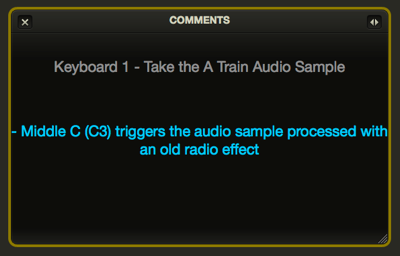 COMMENTS
Keyboard 1 - Take the A Train Audio Sample
- Middle C (C3) triggers the audio sample processed with
an old radio effect